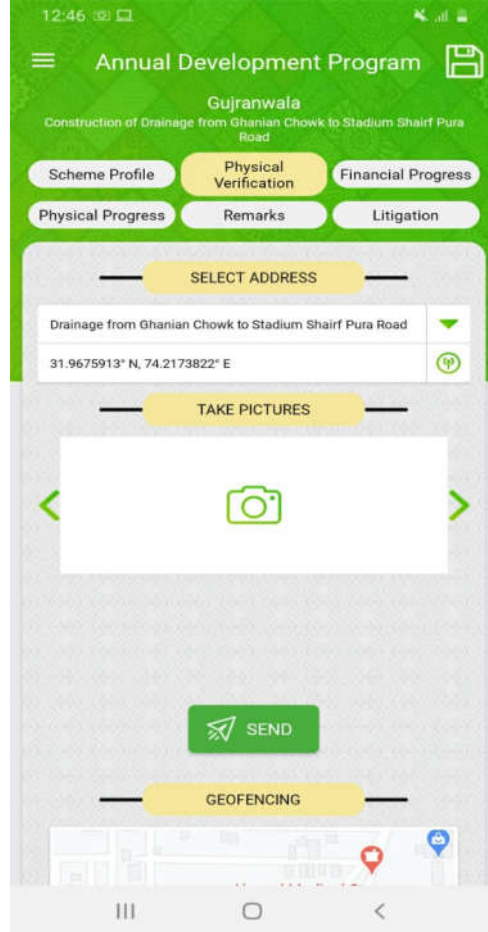 12:46
Annual Development Program
Gujranwala
Construction of Drainage from Ghanian Chowk to Stadium Shairf Pura
Road
Scheme Profile
Physical
Verification
Financial Progress
Physical Progress
Remarks
Litigation
SELECT ADDRESS
Drainage from Ghanian Chowk to Stadium Shairf Pura Road
31.9675913° N, 74.2173822° E
TAKE PICTURES
SEND
GEOFENCING